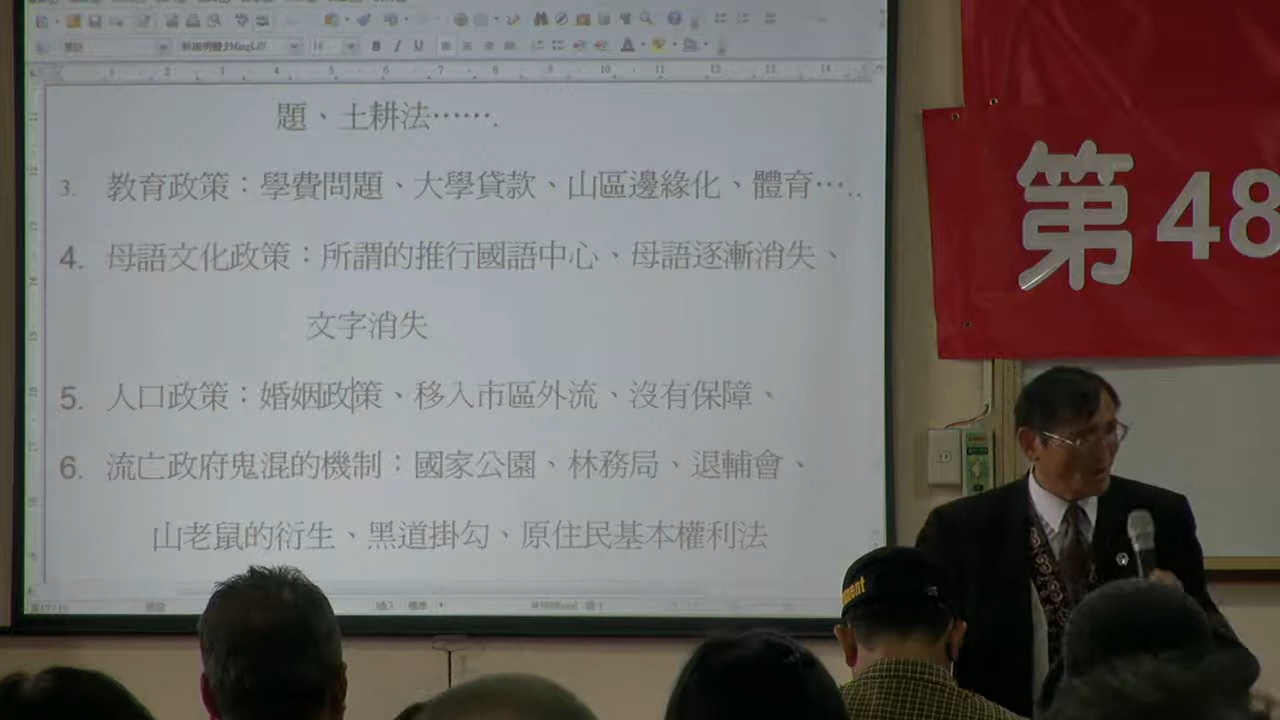 題、土耕法…….
3. 教育政策：學費問題、大學貸款、山區邊緣化、體育…..
4. 母語文化政策：所謂的推行國語中心、母語逐漸消失、
文字消失
5. 人口政策：婚姻政策、移入市區外流、沒有保障、
6. 流亡政府鬼混的機制：國家公園、林務局、退輔會、
山老鼠的衍生、黑道掛勾、原住民基本權利法
第48